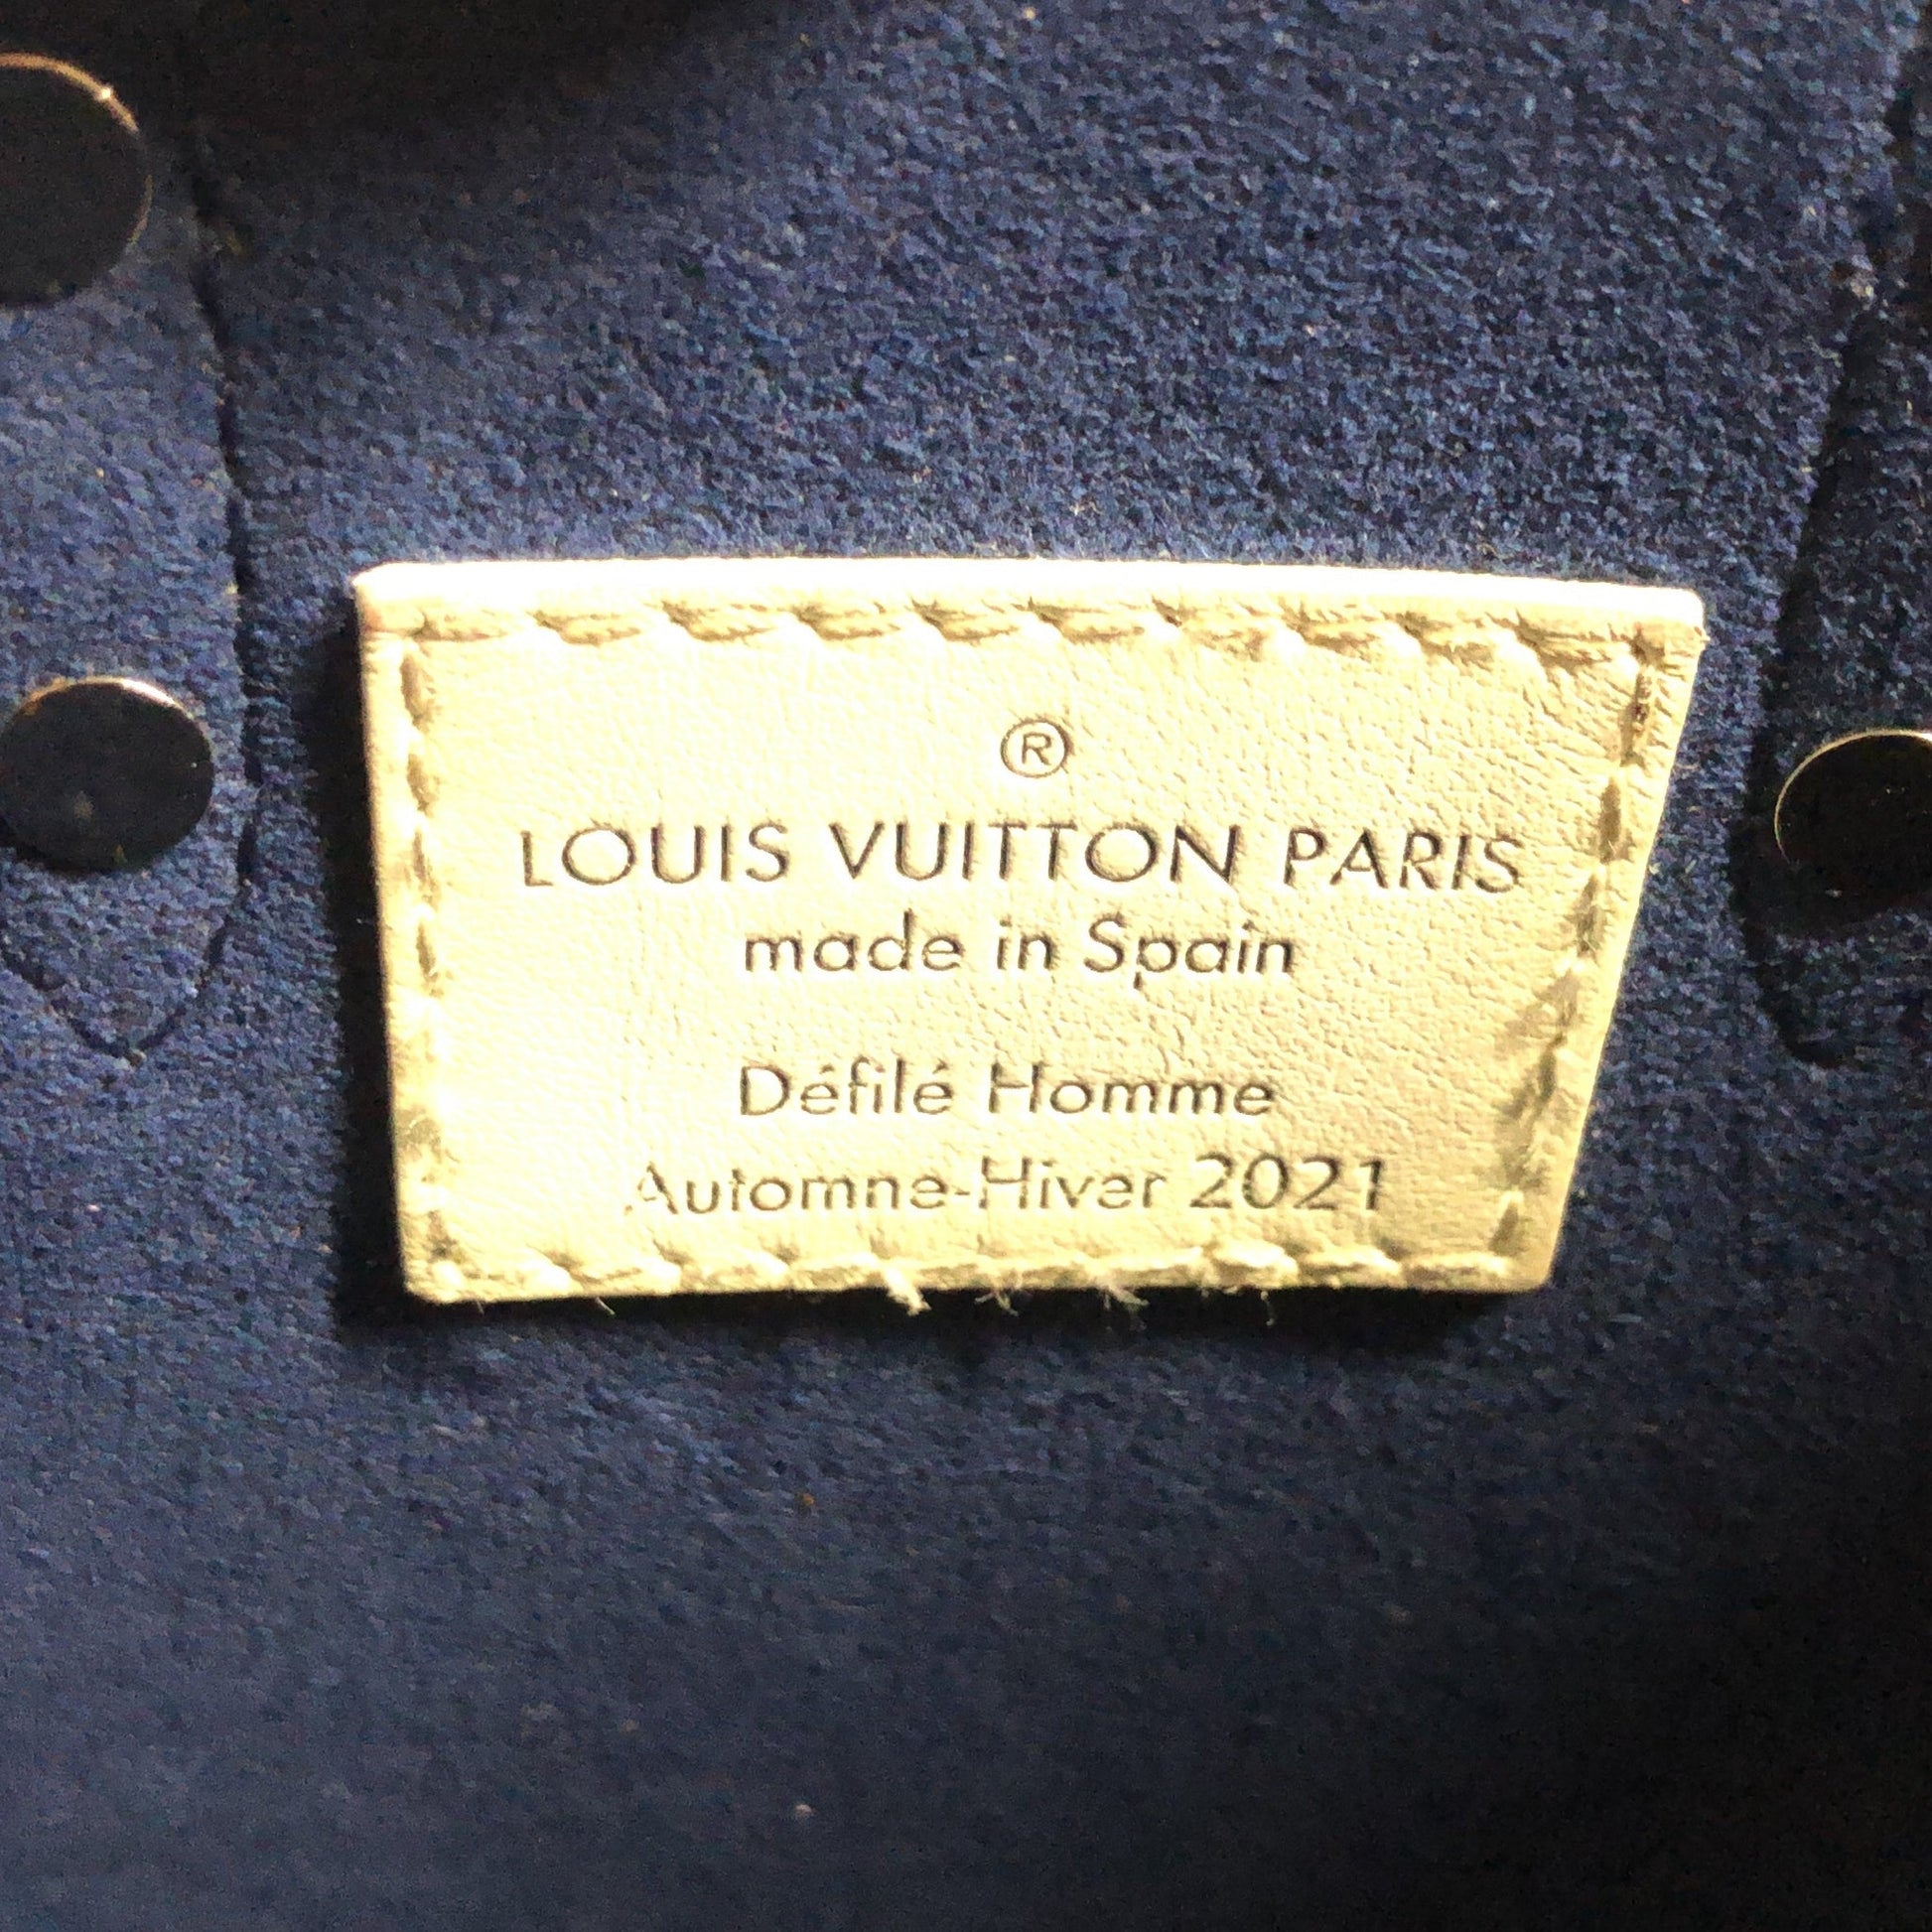 ®
LOUIS VUITTON PARIS
made in Spain
Défilé Homme
Automne-Hiver 2021